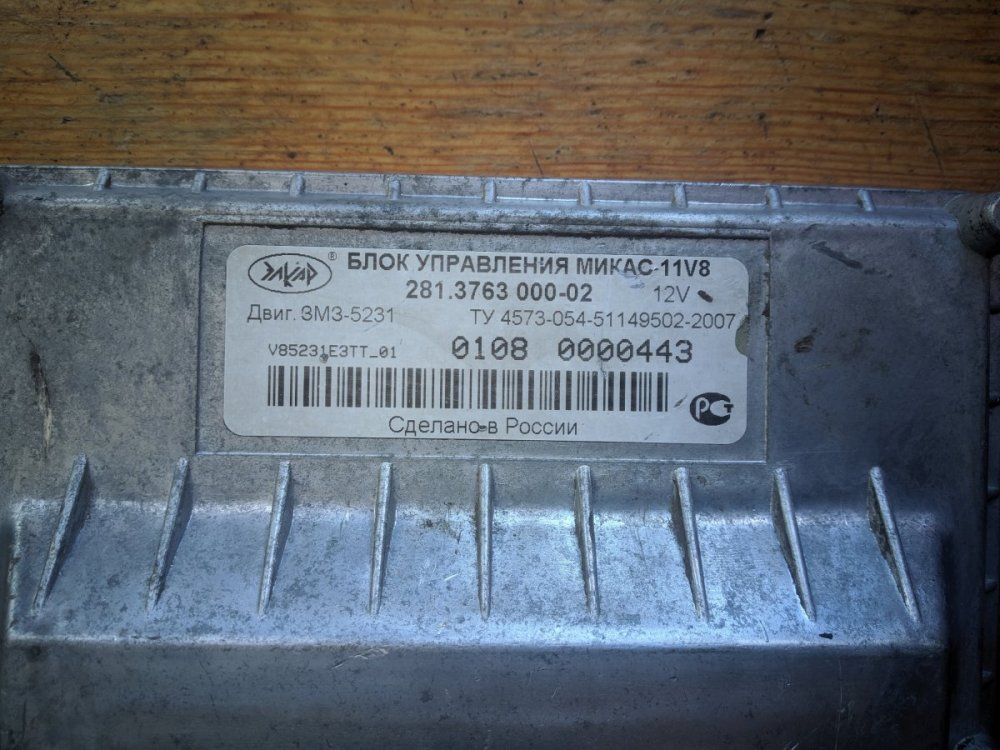 ЭЛКАР® БЛОК УПРАВЛЕНИЯ МИКАС-11V8
281.3763 000-02 12V
Двиг. ЗМЗ-5231 ТУ 4573-054-51149502-2007
V85231E3TT_01 0108 0000443
РСТ
Сделано в России